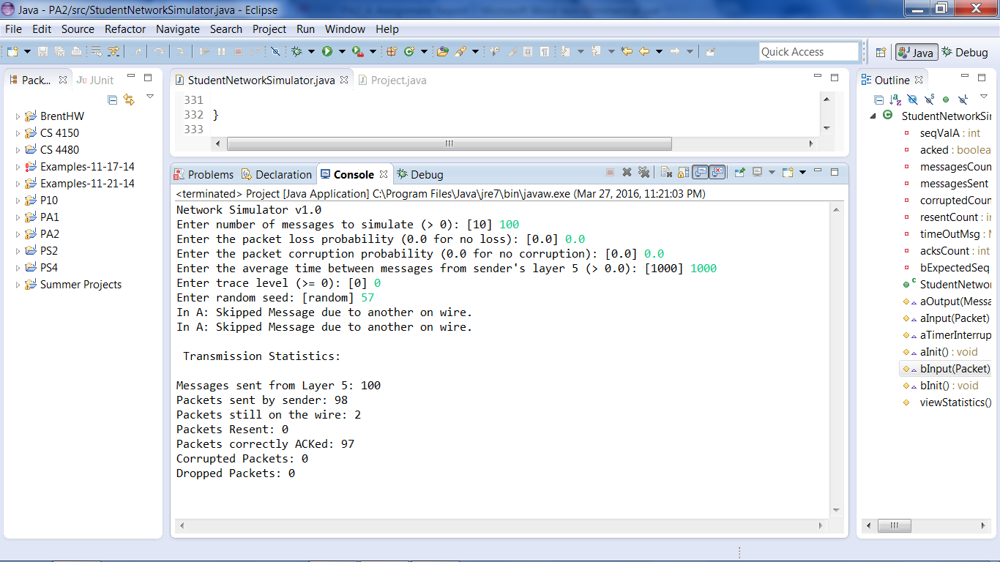 Java - PA2/src/StudentNetworkSimulator.java - Eclipse
File Edit Source Refactor Navigate Search Project Run Window Help
Quick Access
Java
Debug
Pack...
JUnit
BrentHW
CS 4150
CS 4480
Examples-11-17-14
Examples-11-21-14
P10
PA1
PA2
PS2
PS4
Summer Projects
StudentNetworkSimulator.java
Project.java
331
332 }
333
Problems Declaration Console Debug
<terminated> Project [Java Application] C:\Program Files\Java\jre7\bin\javaw.exe (Mar 27, 2016, 11:21:03 PM)
Network Simulator v1.0
Enter number of messages to simulate (> 0): [10] 100
Enter the packet loss probability (0.0 for no loss): [0.0] 0.0
Enter the packet corruption probability (0.0 for no corruption): [0.0] 0.0
Enter the average time between messages from sender's layer 5 (> 0.0): [1000] 1000
Enter trace level (>= 0): [0] 0
Enter random seed: [random] 57
In A: Skipped Message due to another on wire.
In A: Skipped Message due to another on wire.
Transmission Statistics:
Messages sent from Layer 5: 100
Packets sent by sender: 98
Packets still on the wire: 2
Packets Resent: 0
Packets correctly ACKed: 97
Corrupted Packets: 0
Dropped Packets: 0
Outline
StudentNetworkSi
seqValA : int
acked : boolea
messagesCoun
messagesSent
corruptedCoun
resentCount : i
timeOutMsg :
acksCount : int
bExpectedSeq
StudentNetwo
aOutput(Messa
aInput(Packet)
aTimerInterrup
aInit() : void
bInput(Packet)
bInit() : void
viewStatistics()